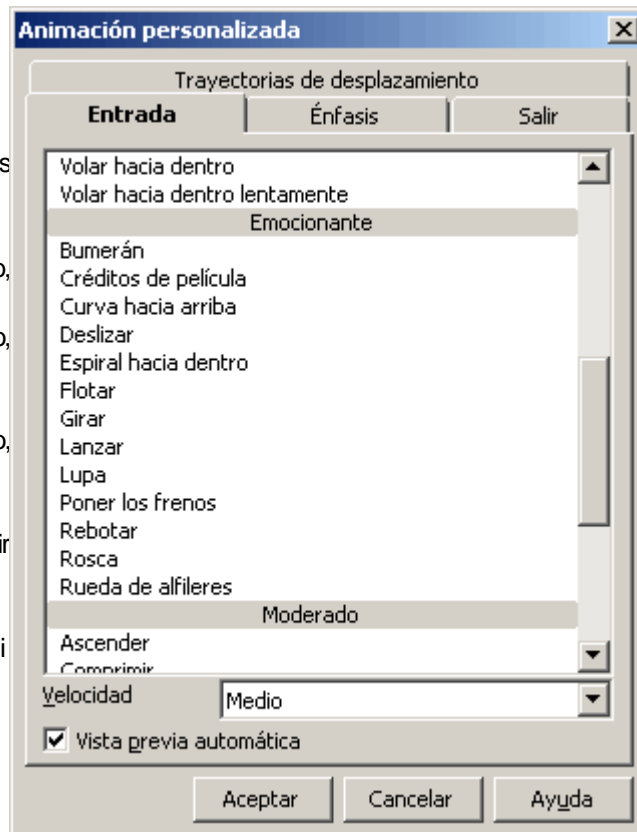 Animación personalizada
Trayectorias de desplazamiento
Entrada
Énfasis
Salir
Volar hacia dentro
Volar hacia dentro lentamente
Emocionante
Bumerán
Créditos de película
Curva hacia arriba
Deslizar
Espiral hacia dentro
Flotar
Girar
Lanzar
Lupa
Poner los frenos
Rebotar
Rosca
Rueda de alfileres
Moderado
Ascender
Comprimir
Velocidad
Medio
Vista previa automática
Aceptar
Cancelar
Ayuda